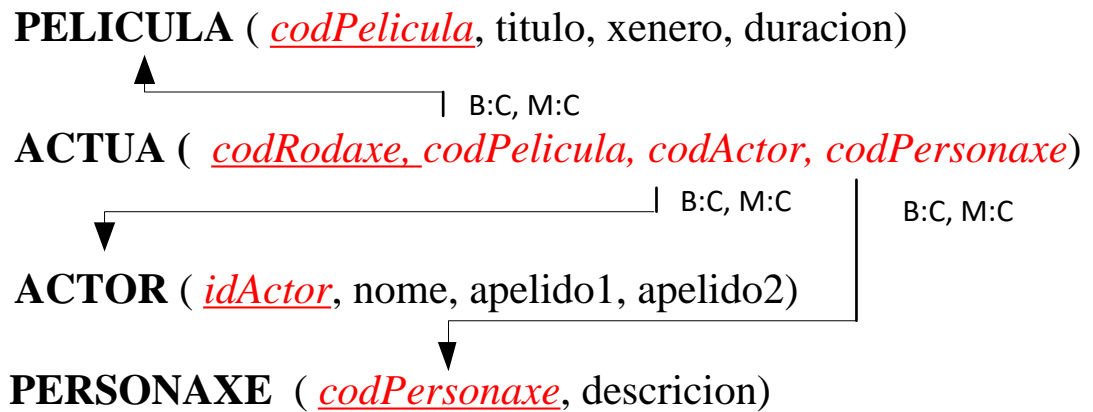 PELICULA ( codPelicula, titulo, xenero, duracion)
B:C, M:C
ACTUA ( codRodaxe, codPelicula, codActor, codPersonaxe)
B:C, M:C
B:C, M:C
ACTOR ( idActor, nome, apelido1, apelido2)
PERSONAXE ( codPersonaxe, descricion)